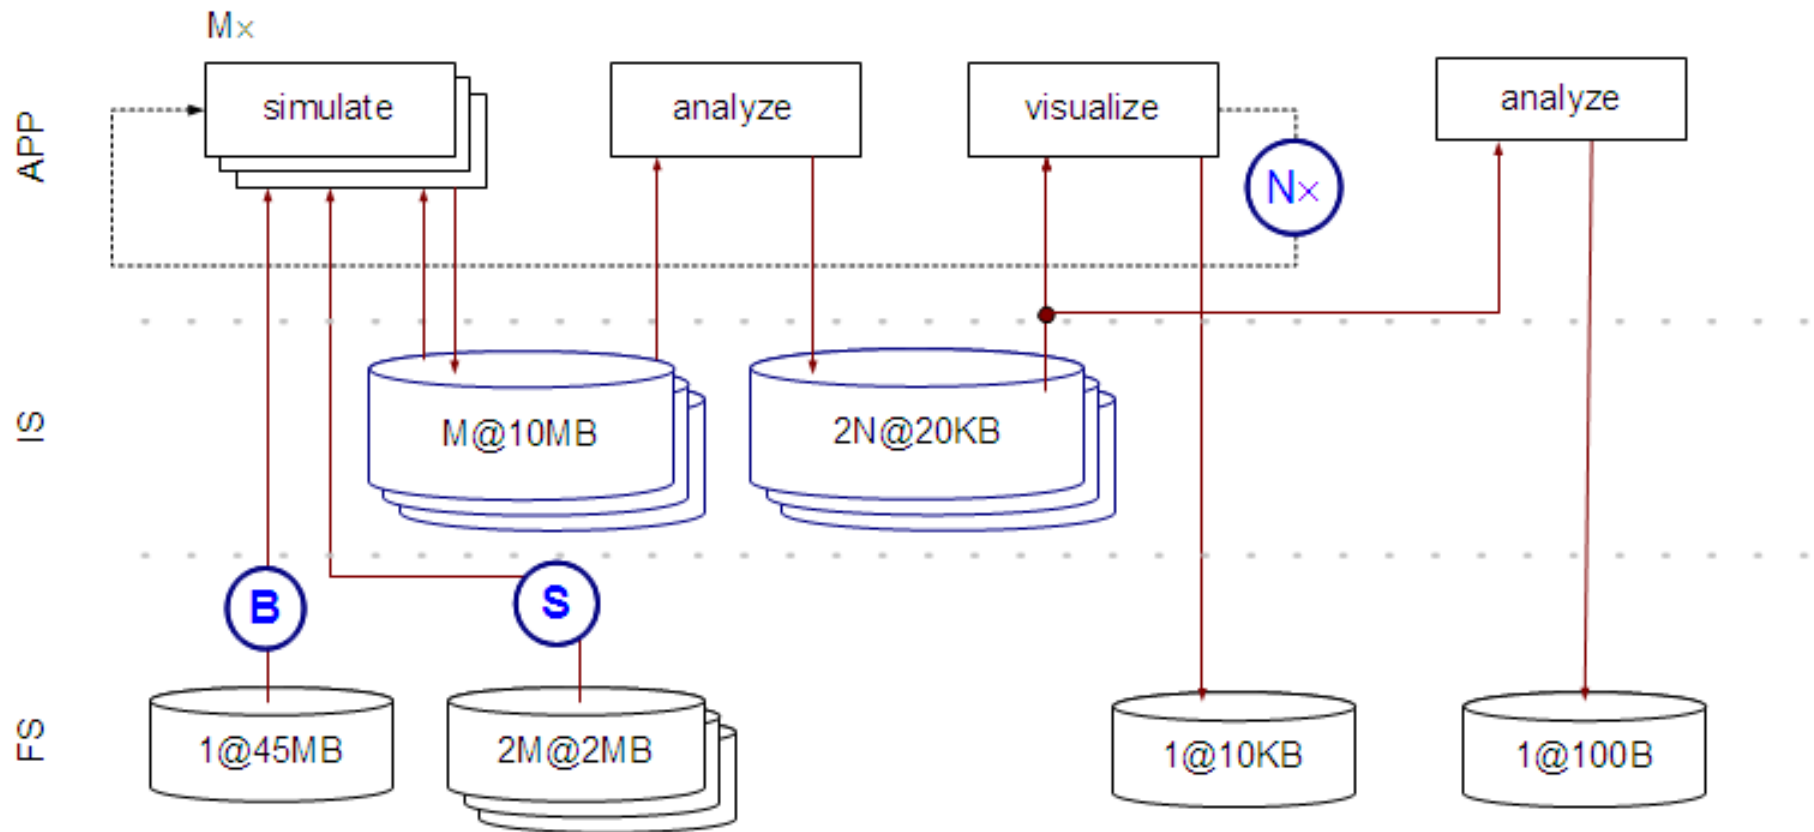 M×
APP
simulate
analyze
visualize
analyze
N×
IS
M@10MB
2N@20KB
B
S
FS
1@45MB
2M@2MB
1@10KB
1@100B